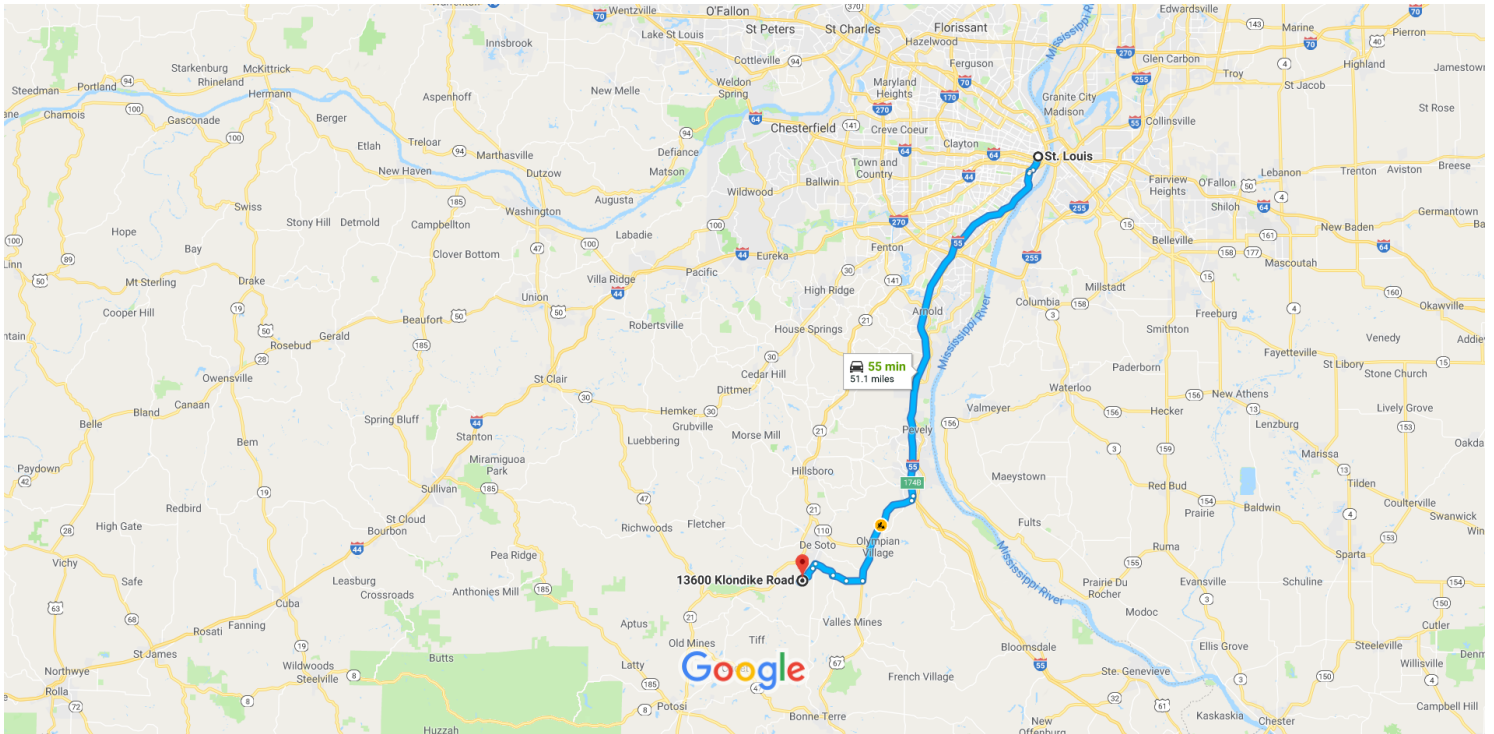 Wentzville
O'Fallon
St Peters
St Charles
Florissant
Edwardsville
Marine
Pierron
Innsbrook
Lake St Louis
Hazelwood
Cottleville
Ferguson
Glen Carbon
Troy
Highland
Jamestown
Starkenburg
McKittrick
Rhineland
Portland
Steedman
Hermann
Aspenhoff
New Melle
Weldon
Spring
Maryland
Heights
Granite City
Madison
St Jacob
St Rose
Chamois
Gasconade
Berger
Chesterfield
Creve Coeur
Collinsville
Etlah
Treloar
Marthasville
Defiance
Matson
Clayton
St. Louis
New Haven
Dutzow
Town and
Country
Ballwin
Wildwood
Fairview
Heights
O'Fallon
Lebanon
Trenton
Aviston
Breese
Swiss
Stony Hill
Detmold
Campbellton
Washington
Augusta
Shiloh
Germantown
Hope
Bay
Labadie
Clover Bottom
Fenton
Eureka
Pacific
Villa Ridge
Belleville
New Baden
Mascoutah
Mt Sterling
Drake
Union
High Ridge
Millstadt
Columbia
Cooper Hill
Beaufort
Gerald
Rosebud
Robertsville
House Springs
Arnold
Mississippi River
Freeburg
Smithton
Okawville
Venedy
Addie
Fayetteville
St Libory
Stone Church
Owensville
St Clair
Cedar Hill
Dittmer
55 min
51.1 miles
Paderborn
Waterloo
New Athens
Bland
Canaan
Belle
Spring Bluff
Hemker
Grubville
Luebbering
Morse Mill
Pevely
Valmeyer
Hecker
Lenzburg
Lively Grove
Bem
Stanton
Miramiguoa
Park
Hillsboro
174B
Maeystown
Marissa
Tilden
Oakda
Paydown
Sullivan
Redbird
High Gate
St Cloud
Bourbon
Richwoods
Fletcher
Red Bud
Prairie
Baldwin
Coulterville
Swanwick
Fults
De Soto
Olympian
Village
Pea Ridge
Ruma
Sparta
Vichy
Safe
Leasburg
Crossroads
Anthonies Mill
13600 Klondike Road
Mississippi River
Prairie Du
Rocher
Evansville
Schuline
Modoc
Cuba
Fanning
Rosati
St James
Aptus
Valles Mines
Cutler
Old Mines
Tiff
Bloomsdale
Ellis Grove
Steeleville
Northwye
Rolla
Wildwoods
Steelville
Butts
Latty
Google
French Village
Ste. Genevieve
Willisville
Potosi
Bonne Terre
New
Offenburg
Kaskaskia
Chester
Campbell Hill
Huzzah